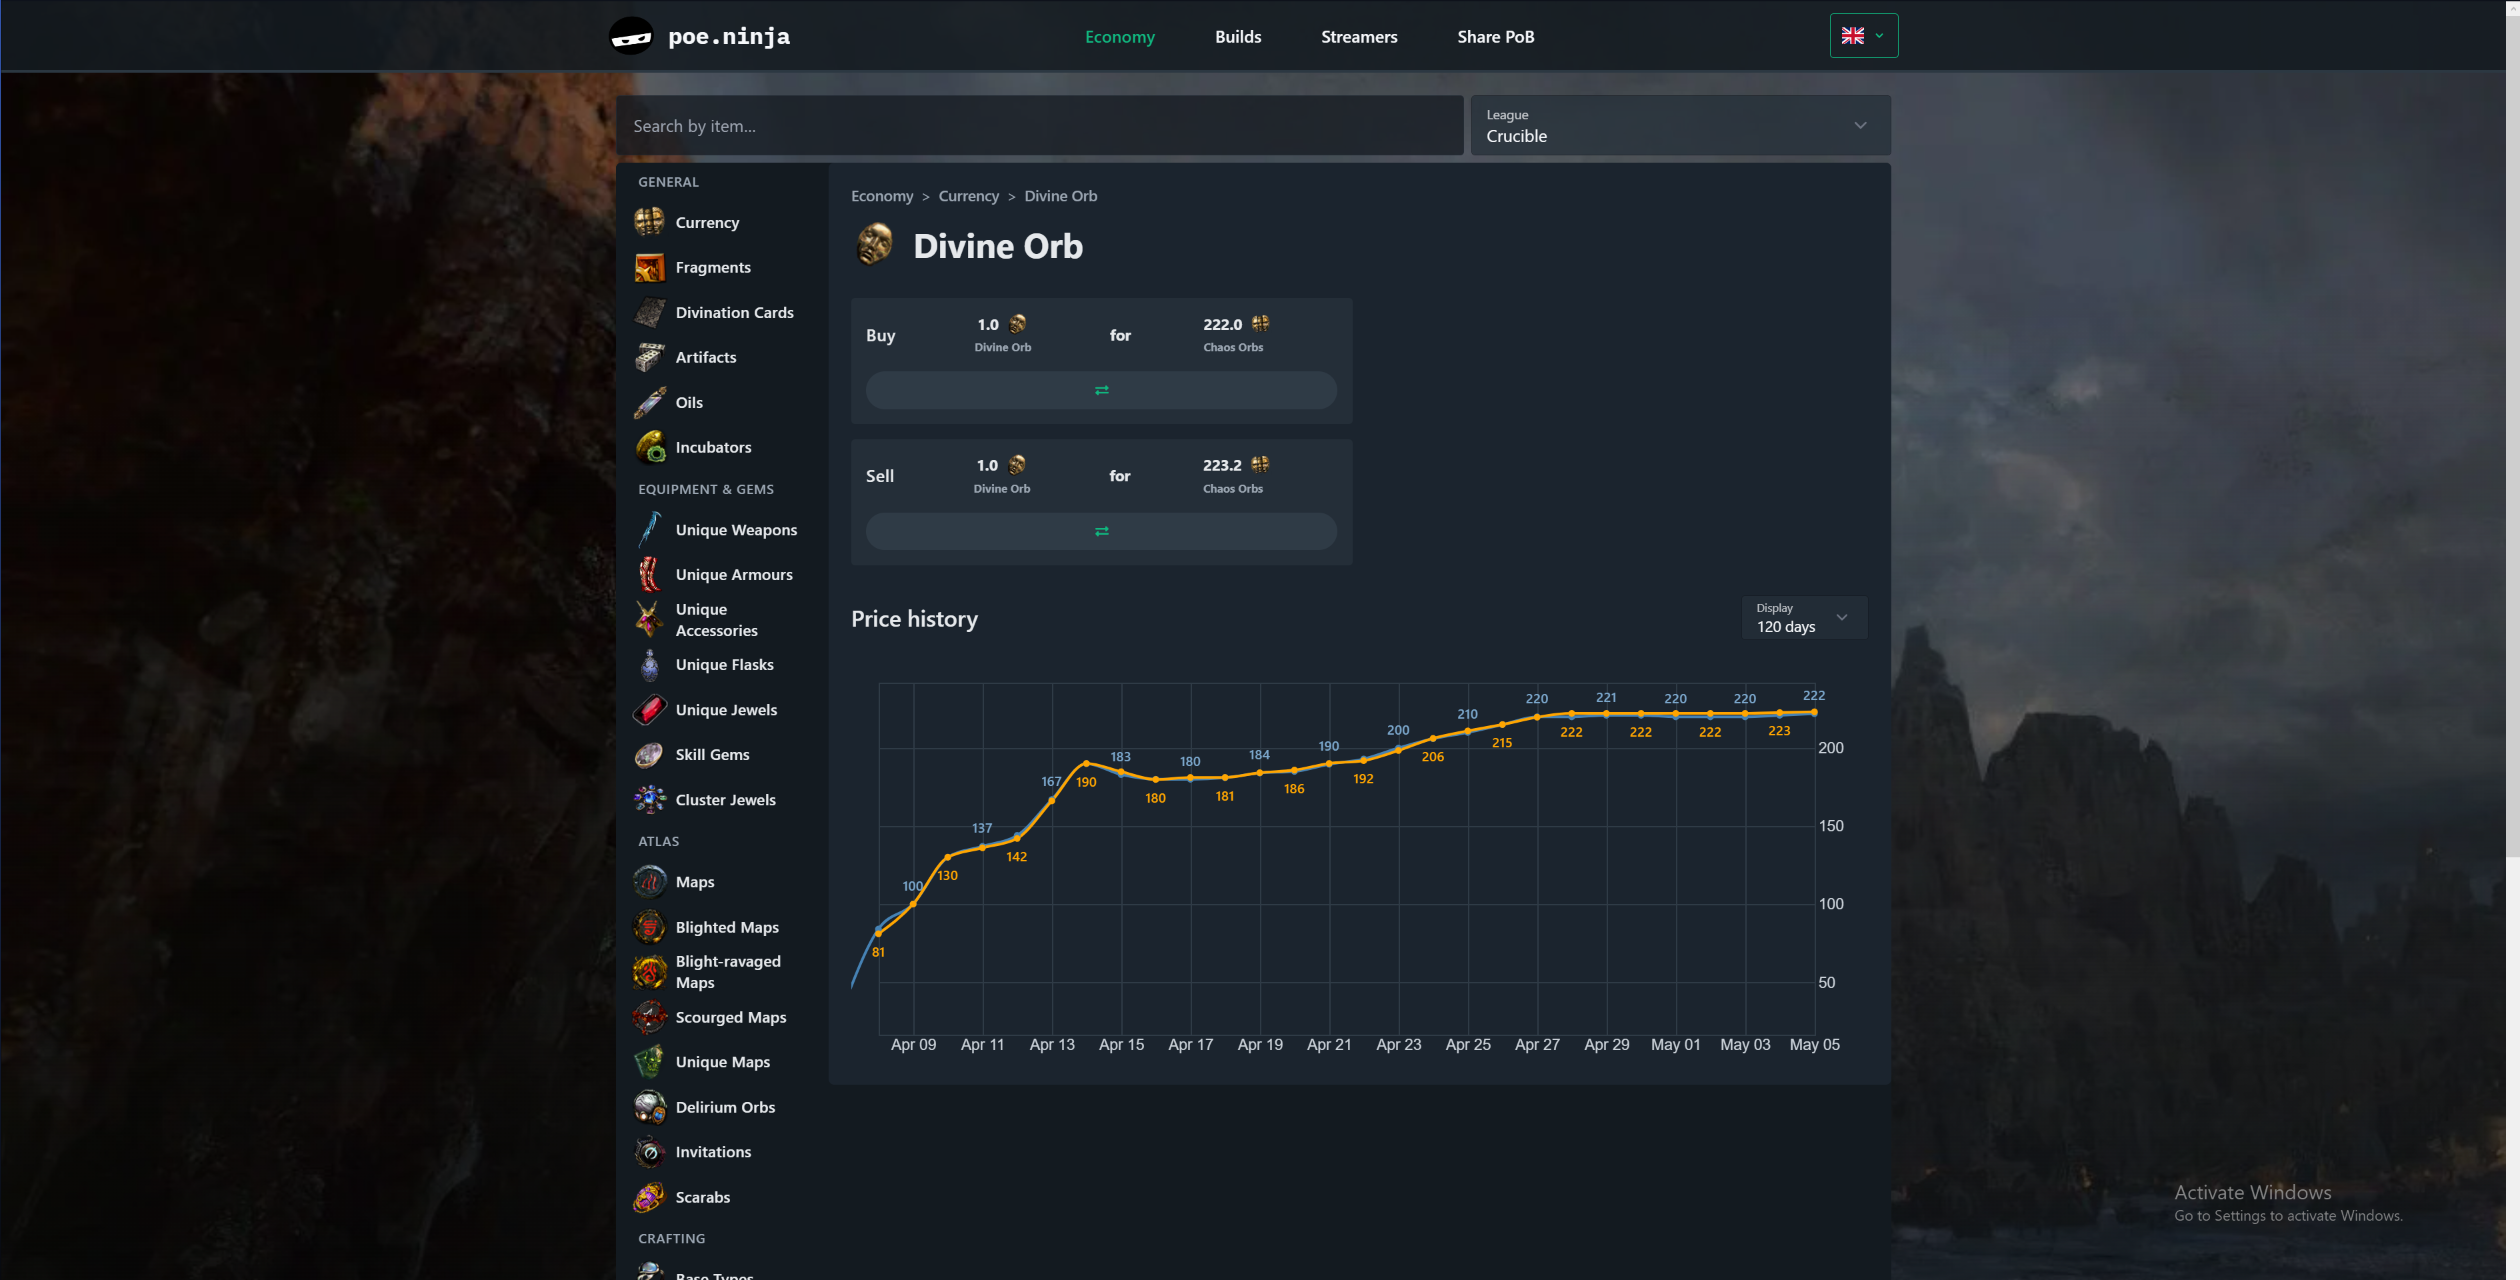 poe.ninja
Economy
Builds
Streamers
Share PoB
Search by item...
League
Crucible
GENERAL
Currency
Fragments
Divination Cards
Artifacts
Oils
Incubators
EQUIPMENT & GEMS
Unique Weapons
Unique Armours
Unique
Accessories
Unique Flasks
Unique Jewels
Skill Gems
Cluster Jewels
ATLAS
Maps
Blighted Maps
Blight-ravaged
Maps
Scourged Maps
Unique Maps
Delirium Orbs
Invitations
Scarabs
CRAFTING
Base Types
Economy > Currency > Divine Orb
Divine Orb
Buy
1.0
Divine Orb
for
222.0
Chaos Orbs
Sell
1.0
Divine Orb
for
223.2
Chaos Orbs
Price history
Display
120 days
100
137
167
183
180
184
190
200
210
220
221
220
220
222
81
130
142
190
180
181
186
192
206
215
222
222
222
223
200
150
100
50
Apr 09
Apr 11
Apr 13
Apr 15
Apr 17
Apr 19
Apr 21
Apr 23
Apr 25
Apr 27
Apr 29
May 01
May 03
May 05
Activate Windows
Go to Settings to activate Windows.